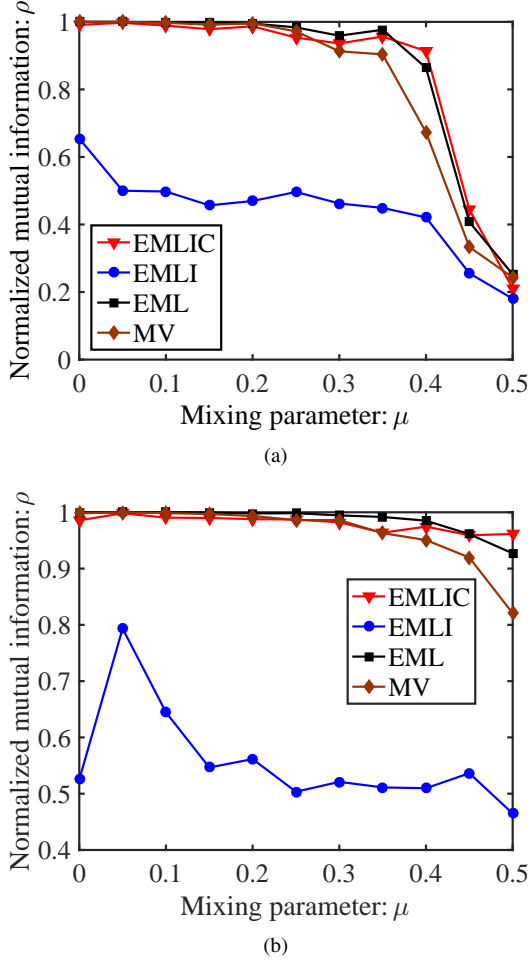 Normalized mutual information: ρ
1
0.8
0.6
0.4
0.2
0
EMLIC
EMLI
EML
MV
0 0.1 0.2 0.3 0.4 0.5
Mixing parameter: μ
(a)
Normalized mutual information: ρ
1
0.9
0.8
0.7
0.6
0.5
0.4
EMLIC
EMLI
EML
MV
0 0.1 0.2 0.3 0.4 0.5
Mixing parameter: μ
(b)